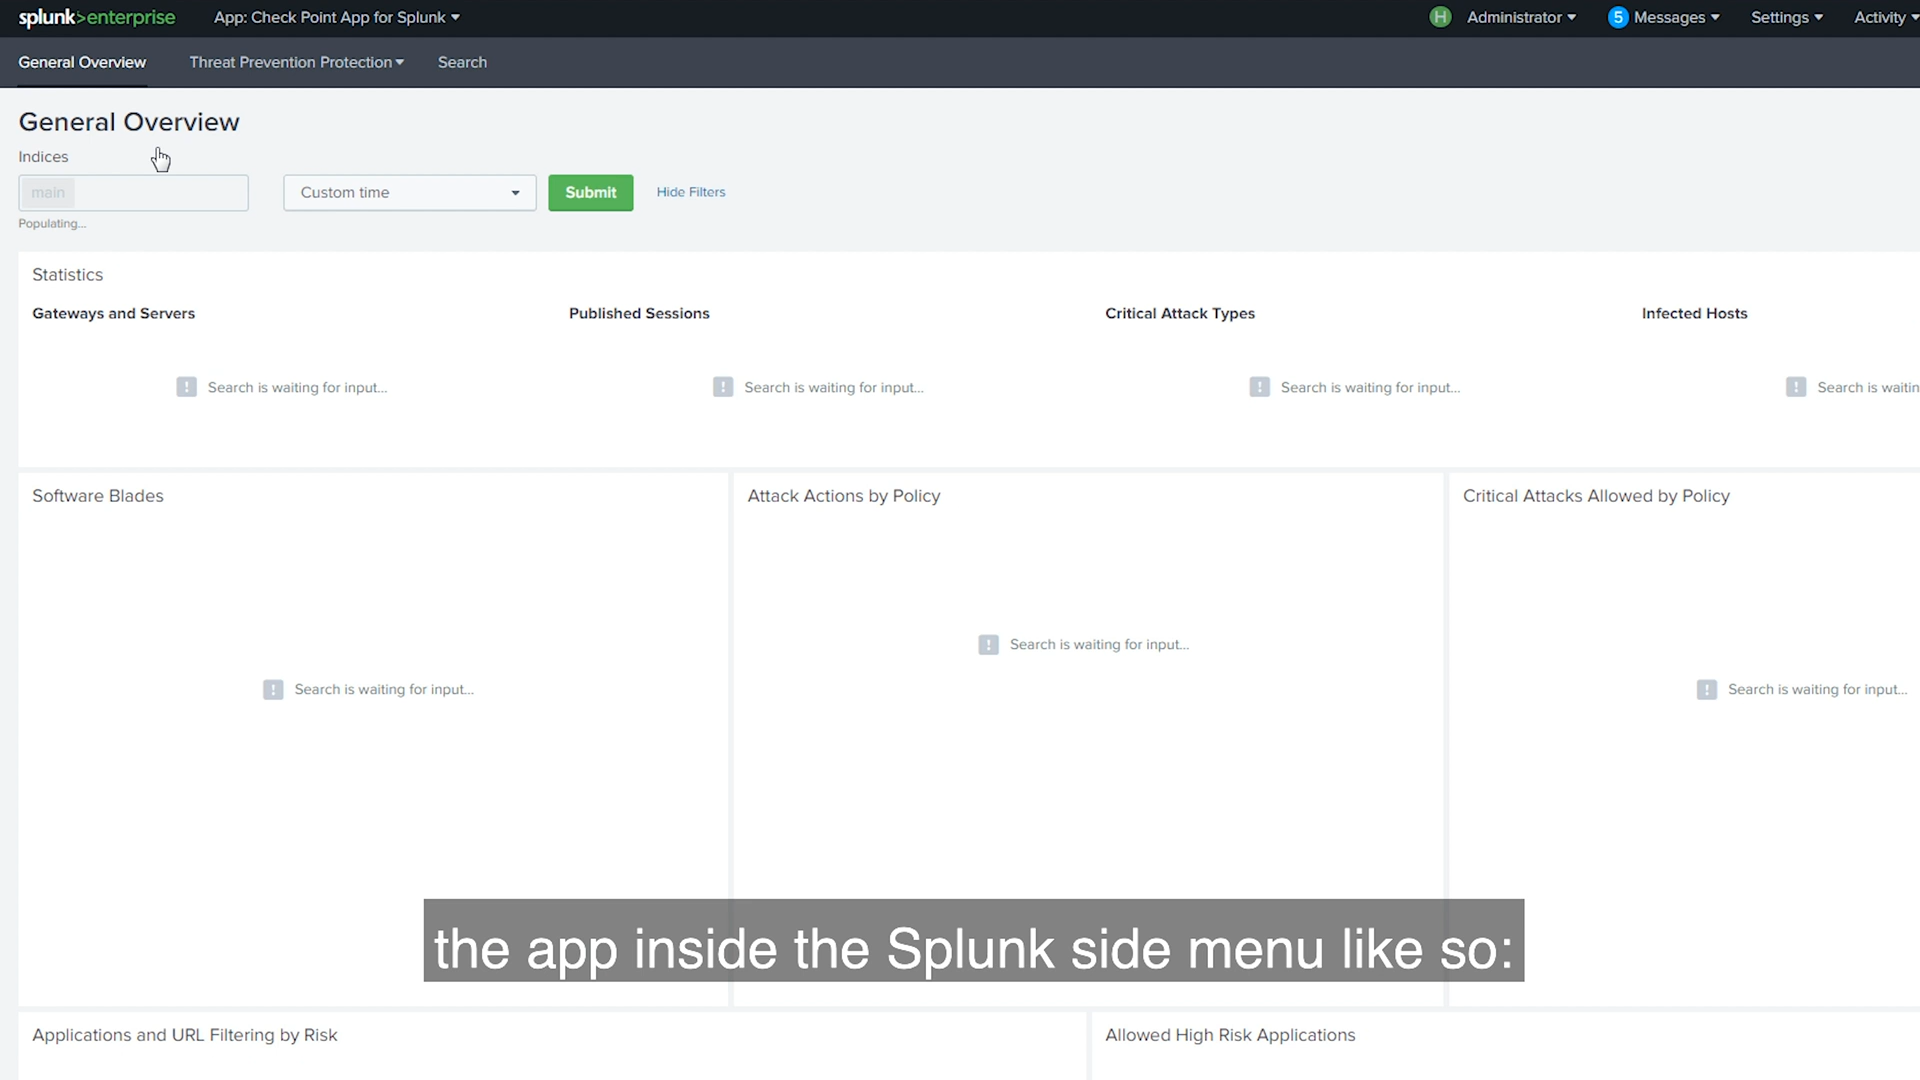 splunk>enterprise App: Check Point App for Splunk H Administrator 5 Messages Settings Activity
General Overview Threat Prevention Protection Search
General Overview
Indices
main Custom time Submit Hide Filters
Populating...
Statistics
Gateways and Servers Published Sessions Critical Attack Types Infected Hosts
! Search is waiting for input... ! Search is waiting for input... ! Search is waiting for input... ! Search is waitin
Software Blades Attack Actions by Policy Critical Attacks Allowed by Policy
! Search is waiting for input...
! Search is waiting for input... ! Search is waiting for input...
the app inside the Splunk side menu like so:
Applications and URL Filtering by Risk Allowed High Risk Applications